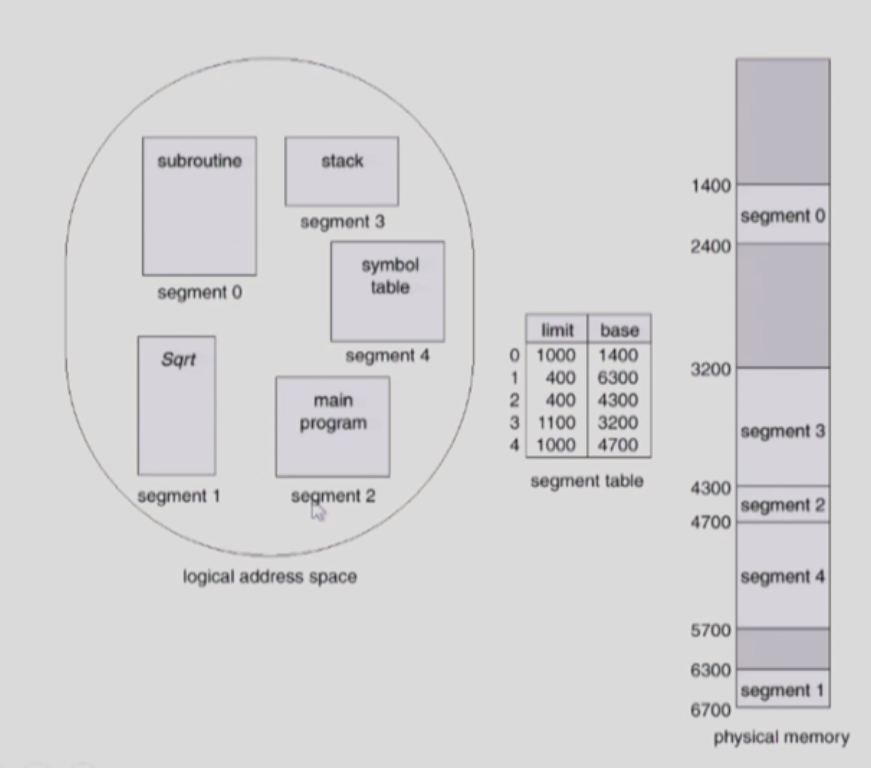 subroutine
segment 0
stack
segment 3
symbol
table
segment 4
Sqrt
segment 1
main
program
segment 2
logical address space
limit base
0 1000 1400
1 400 6300
2 400 4300
3 1100 3200
4 1000 4700
segment table
1400
segment 0
2400
3200
segment 3
4300
segment 2
4700
segment 4
5700
6300
segment 1
6700
physical memory